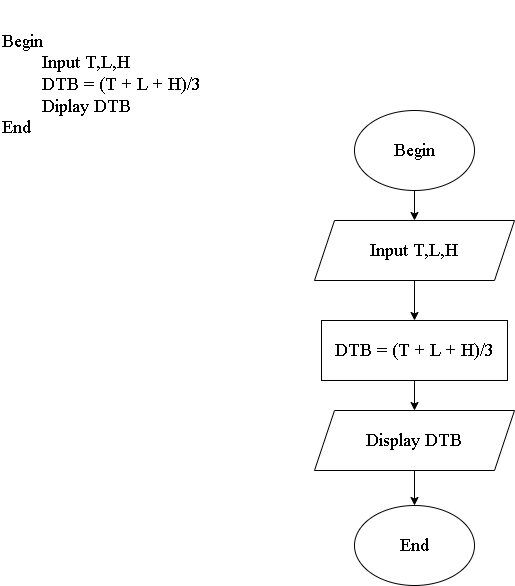 Begin
Input T,L,H
DTB = (T + L + H)/3
Diplay DTB
End
Begin
Input T,L,H
DTB = (T + L + H)/3
Display DTB
End